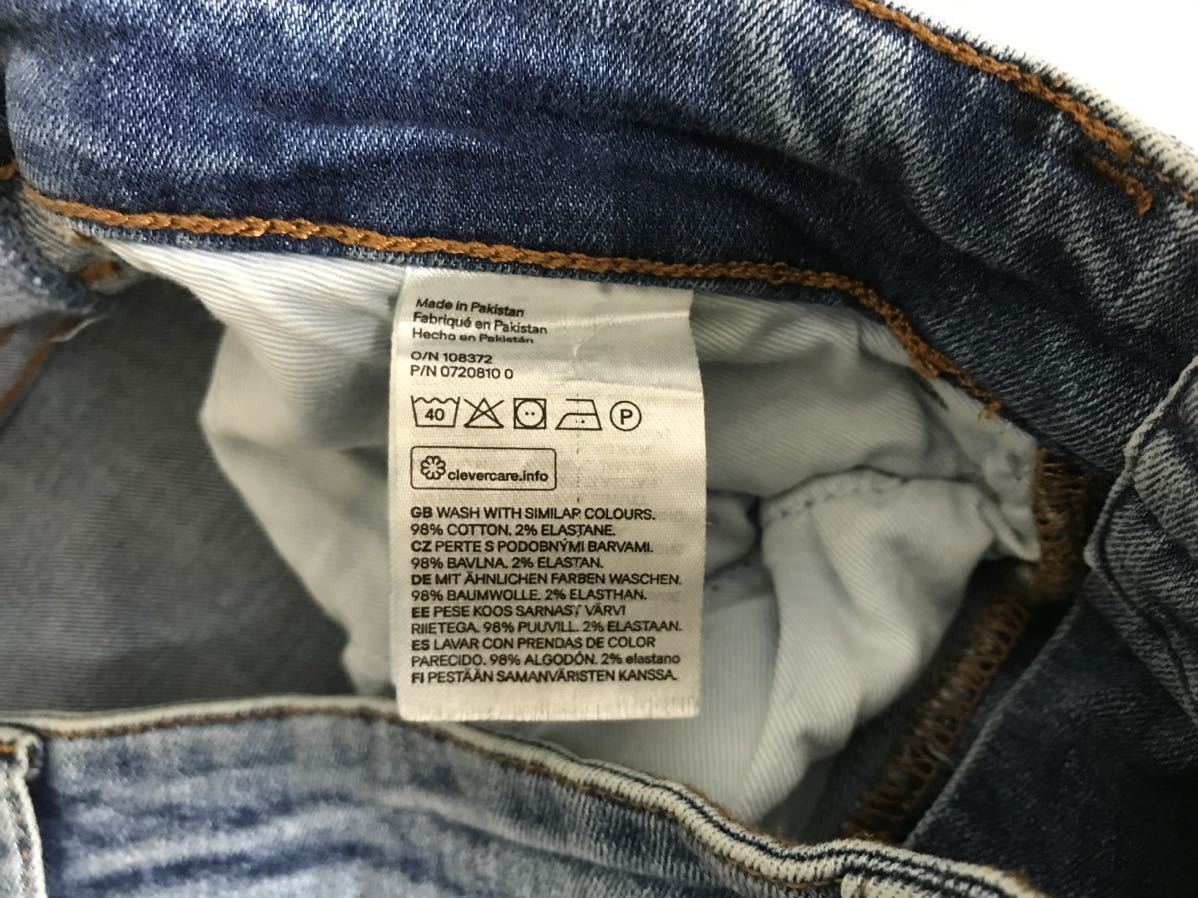 Made in Pakistan
Fabriqué en Pakistan
Hecho en Pakistán
O/N 108372
P/N 0720810 0
40 P
clevercare.info
GB WASH WITH SIMILAR COLOURS.
98% COTTON. 2% ELASTANE.
CZ PERTE S PODOBNÝMI BARVAMI.
98% BAVLNA. 2% ELASTAN.
DE MIT ÄHNLICHEN FARBEN WASCHEN.
98% BAUMWOLLE. 2% ELASTHAN.
EE PESE KOOS SARNAST VÄRVI
RIIETEGA. 98% PUUVILL. 2% ELASTAAN.
ES LAVAR CON PRENDAS DE COLOR
PARECIDO. 98% ALGODÓN. 2% elastano
FI PESTÄÄN SAMANVÄRISTEN KANSSA.